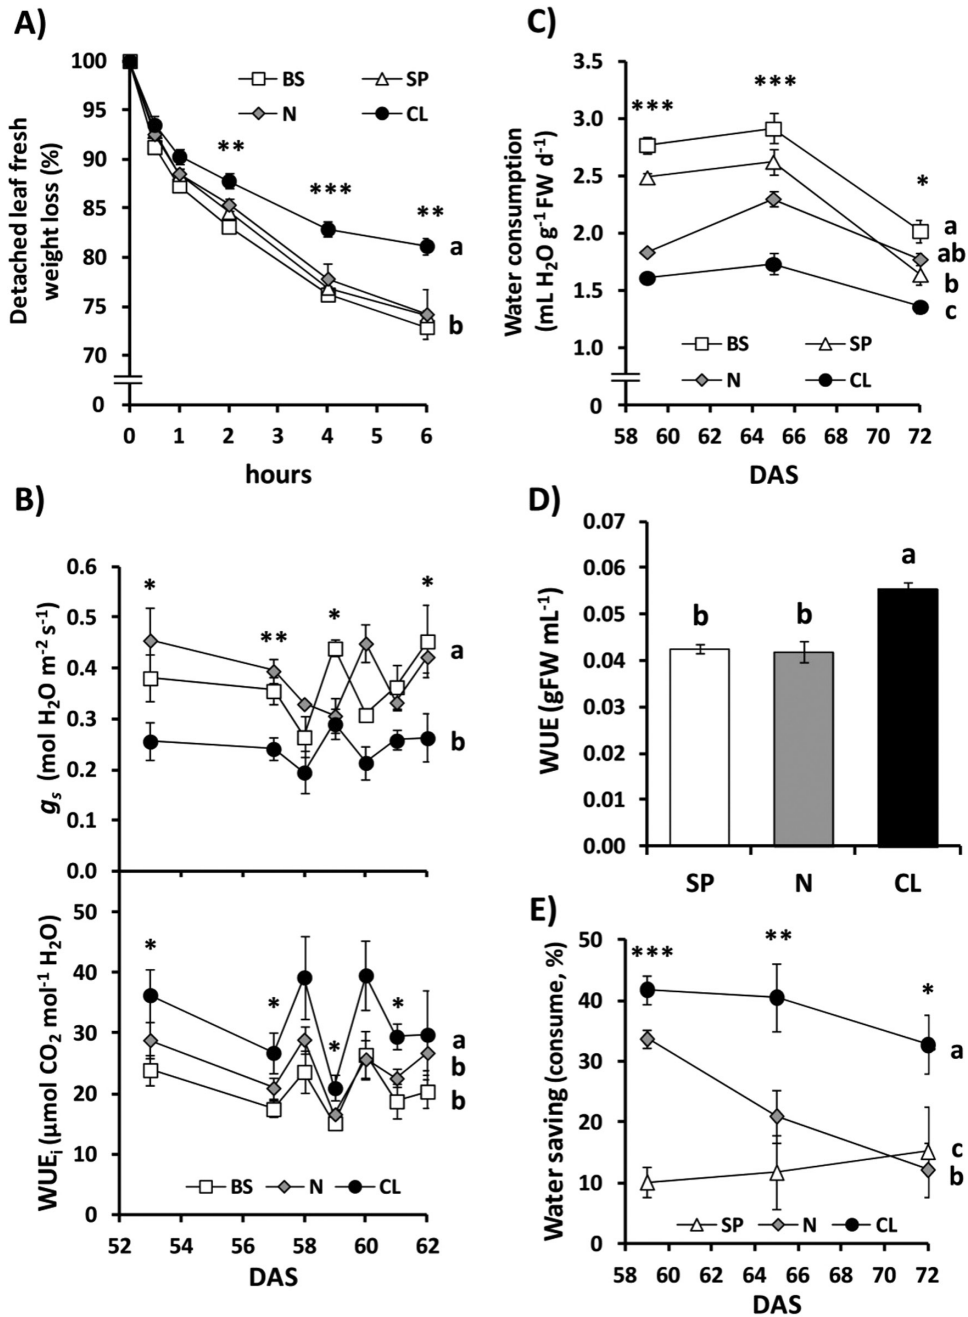 A)
Detached leaf fresh
weight loss (%)
100
95
90
85
80
75
70
0
BS
SP
N
CL
**
***
**
a
b
0
1
2
3
4
5
6
hours
C)
Water consumption
(mL H2O g-1 FW d-1)
3.5
3.0
2.5
2.0
1.5
1.0
0
***
***
*
a
ab
b
c
BS
SP
N
CL
58
60
62
64
66
68
70
72
DAS
B)
gs (mol H2O m-2 s-1)
0.6
0.5
0.4
0.3
0.2
0.1
0.0
*
**
*
*
a
b
WUEi (µmol CO2 mol-1 H2O)
50
40
30
20
10
0
*
*
*
*
a
b
b
BS
N
CL
52
54
56
58
60
62
DAS
D)
WUE (gFW mL-1)
0.07
0.06
0.05
0.04
0.03
0.02
0.01
0.00
b
b
a
SP
N
CL
E)
Water saving (consume, %)
50
40
30
20
10
0
***
**
*
a
c
b
SP
N
CL
58
60
62
64
66
68
70
72
DAS